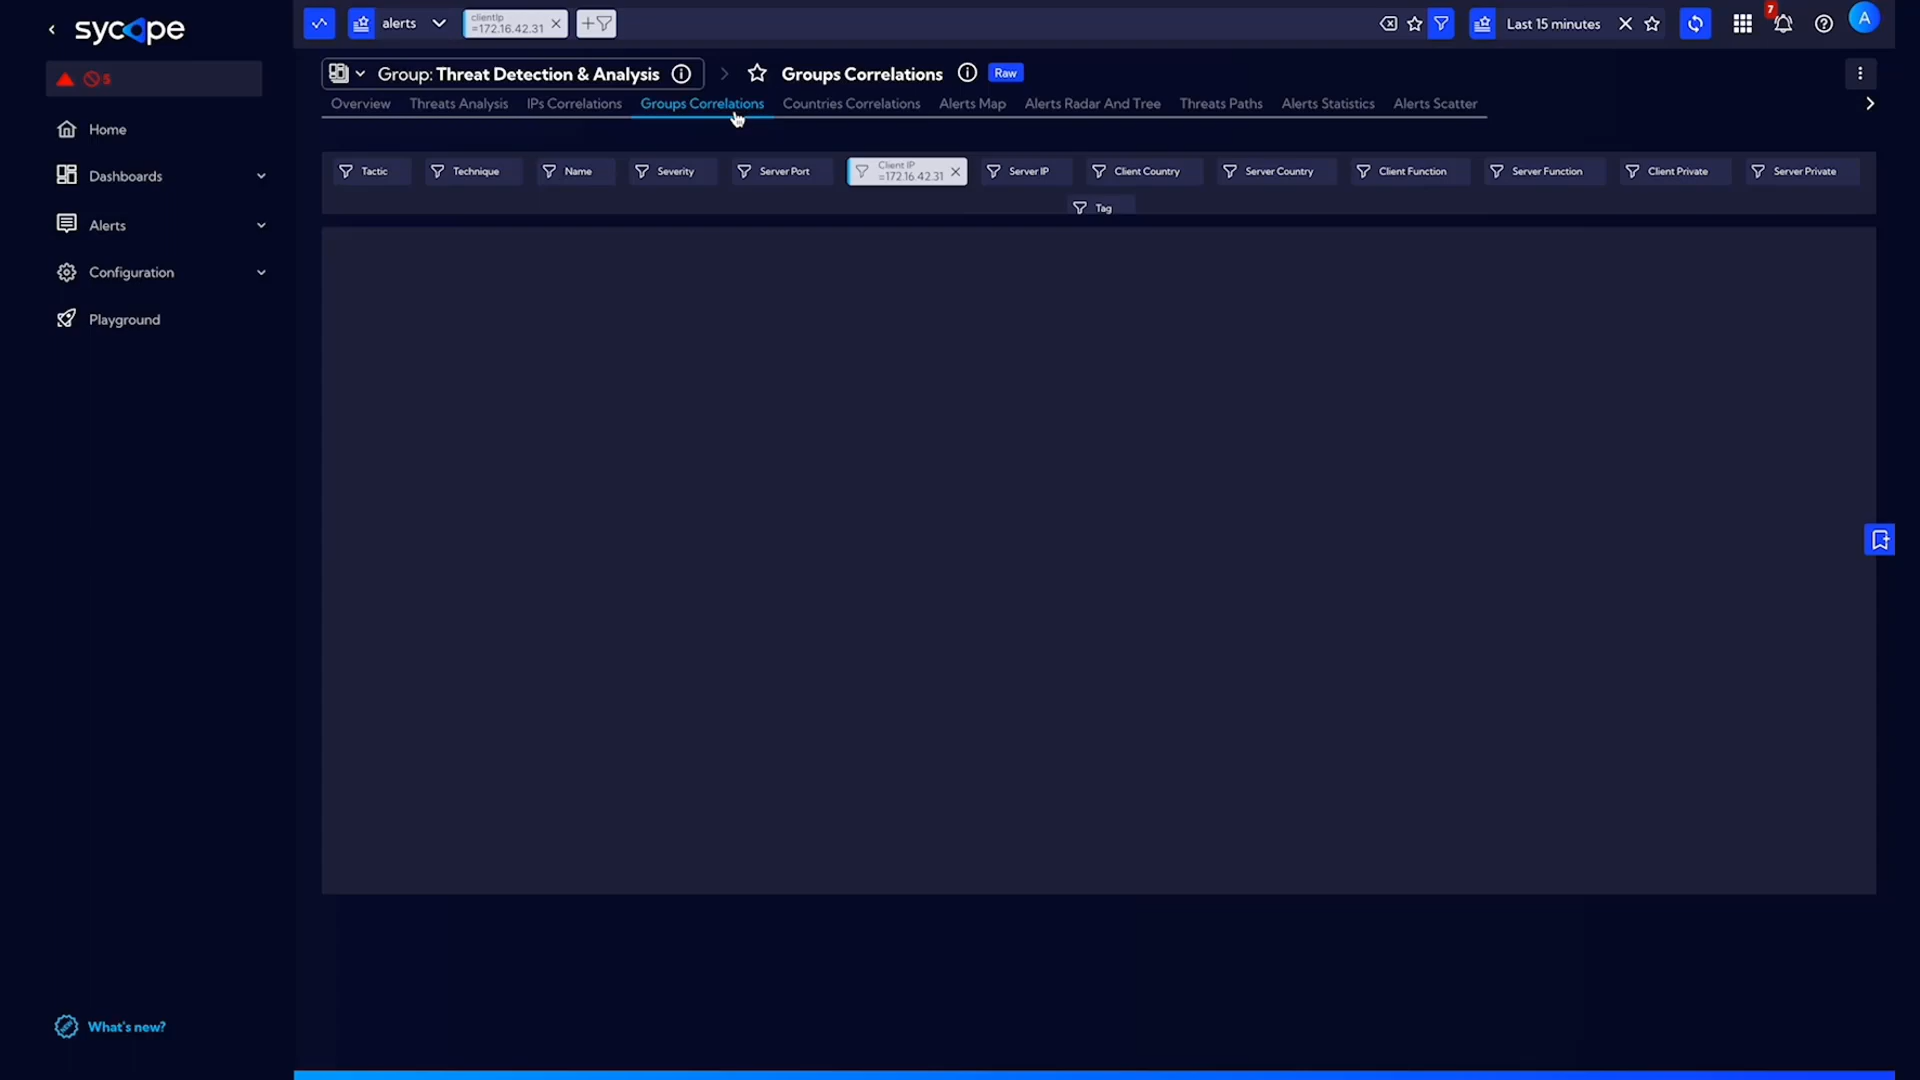 sycope
alerts
clientIp
=172.16.42.31
Last 15 minutes
7
A
5
Group: Threat Detection & Analysis
Groups Correlations
Raw
Overview
Threats Analysis
IPs Correlations
Groups Correlations
Countries Correlations
Alerts Map
Alerts Radar And Tree
Threats Paths
Alerts Statistics
Alerts Scatter
Home
Dashboards
Alerts
Configuration
Playground
Tactic
Technique
Name
Severity
Server Port
Client IP
=172.16.42.31
Server IP
Client Country
Server Country
Client Function
Server Function
Client Private
Server Private
Tag
What's new?